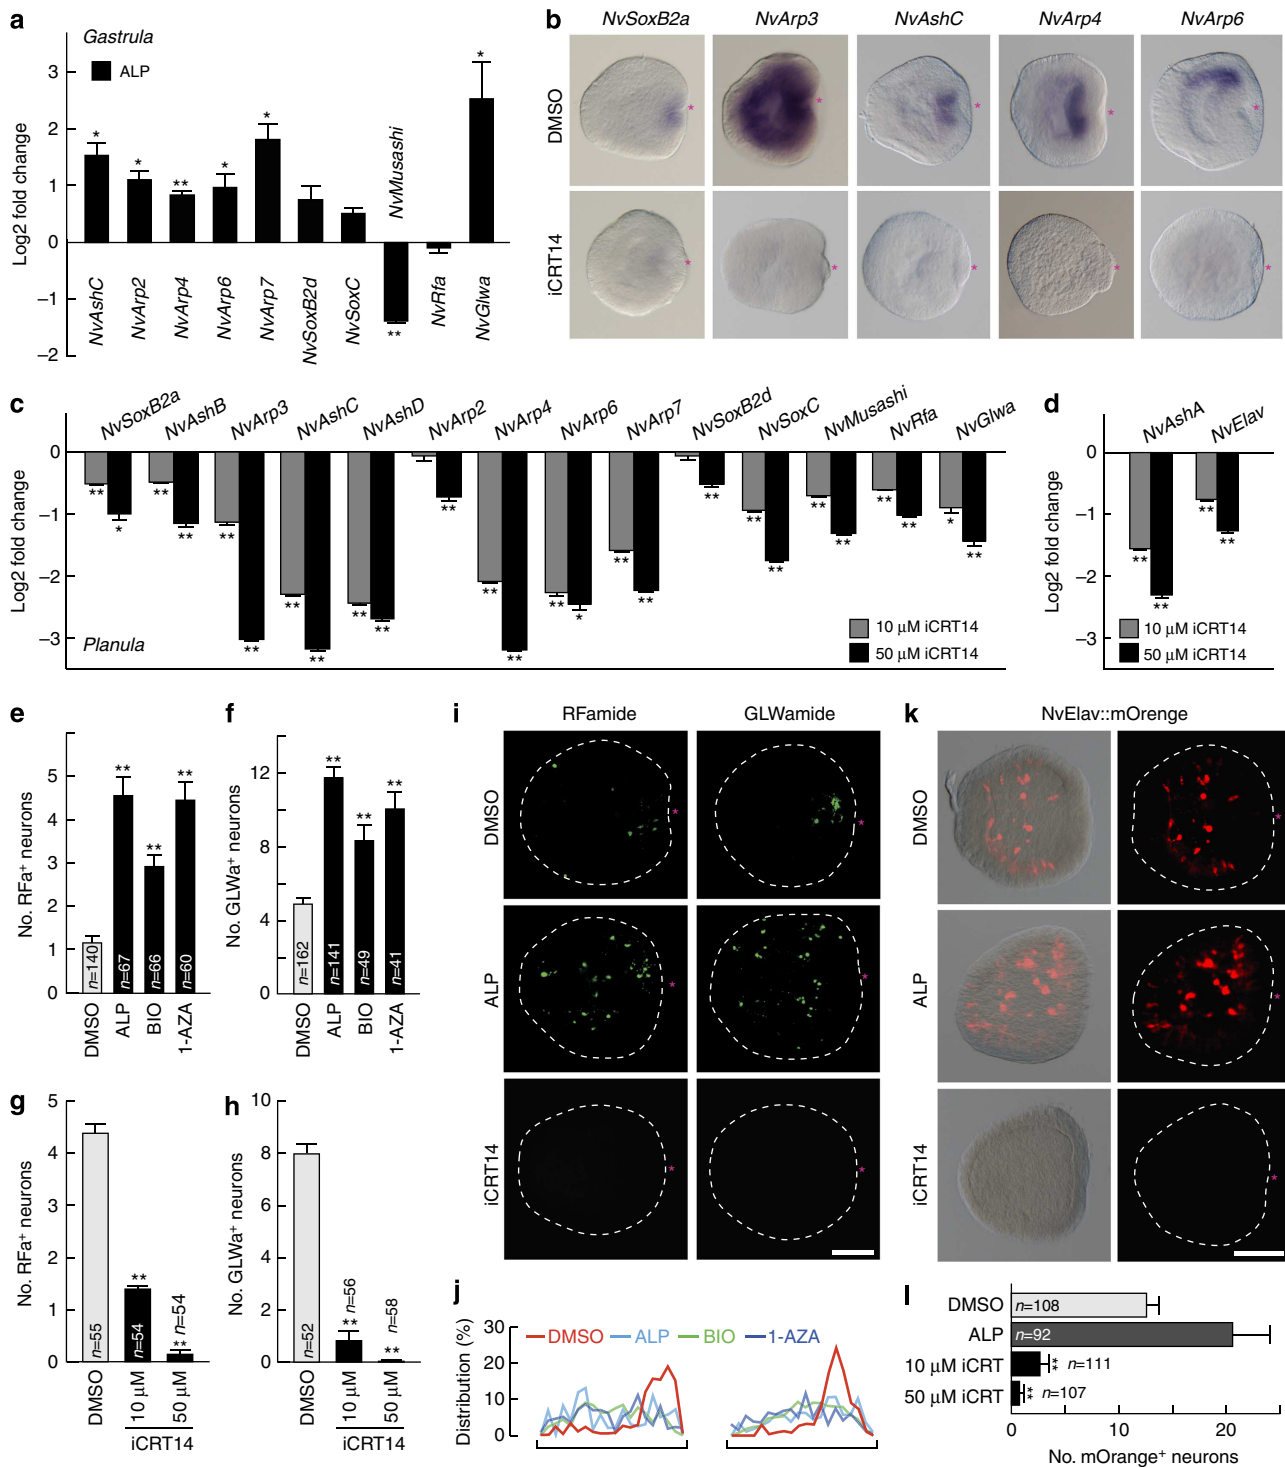 a
Gastrula
ALP
Log2 fold change
3
2
1
0
−1
−2
* * ** * * ** *
NvAshC
NvArp2
NvArp4
NvArp6
NvArp7
NvSoxB2d
NvSoxC
NvMusashi
NvRfa
NvGlwa
b
NvSoxB2a NvArp3 NvAshC NvArp4 NvArp6
DMSO
* * * * *
iCRT14
* * * * *
c
NvSoxB2a NvAshB NvArp3 NvAshC NvAshD NvArp2 NvArp4 NvArp6 NvArp7 NvSoxB2d NvSoxC NvMusashi NvRfa NvGlwa
Log2 fold change
0
−1
−2
−3
** * ** ** ** ** ** ** ** ** ** ** ** ** * ** ** ** ** ** ** ** ** ** * **
Planula
10 µM iCRT14
50 µM iCRT14
d
NvAshA NvElav
Log2 fold change
0
−1
−2
−3
** ** ** **
10 µM iCRT14
50 µM iCRT14
e
No. RFa⁺ neurons
5
4
3
2
1
0
** ** **
n=140
n=67
n=66
n=60
DMSO
ALP
BIO
1-AZA
f
No. GLWa⁺ neurons
12
8
4
0
** ** **
n=162
n=141
n=49
n=41
DMSO
ALP
BIO
1-AZA
g
No. RFa⁺ neurons
5
4
3
2
1
0
** **
n=55
n=54
n=54
DMSO
10 µM
50 µM
iCRT14
h
No. GLWa⁺ neurons
10
8
6
4
2
0
** **
n=52
n=56
n=58
DMSO
10 µM
50 µM
iCRT14
i
RFamide GLWamide
DMSO
* *
ALP
* *
iCRT14
* *
j
Distribution (%)
30
20
10
0
DMSO ALP BIO 1-AZA
k
NvElav::mOrenge
DMSO
*
ALP
*
iCRT14
*
l
DMSO n=108
ALP n=92
10 µM iCRT ** n=111
50 µM iCRT ** n=107
0 10 20
No. mOrange⁺ neurons